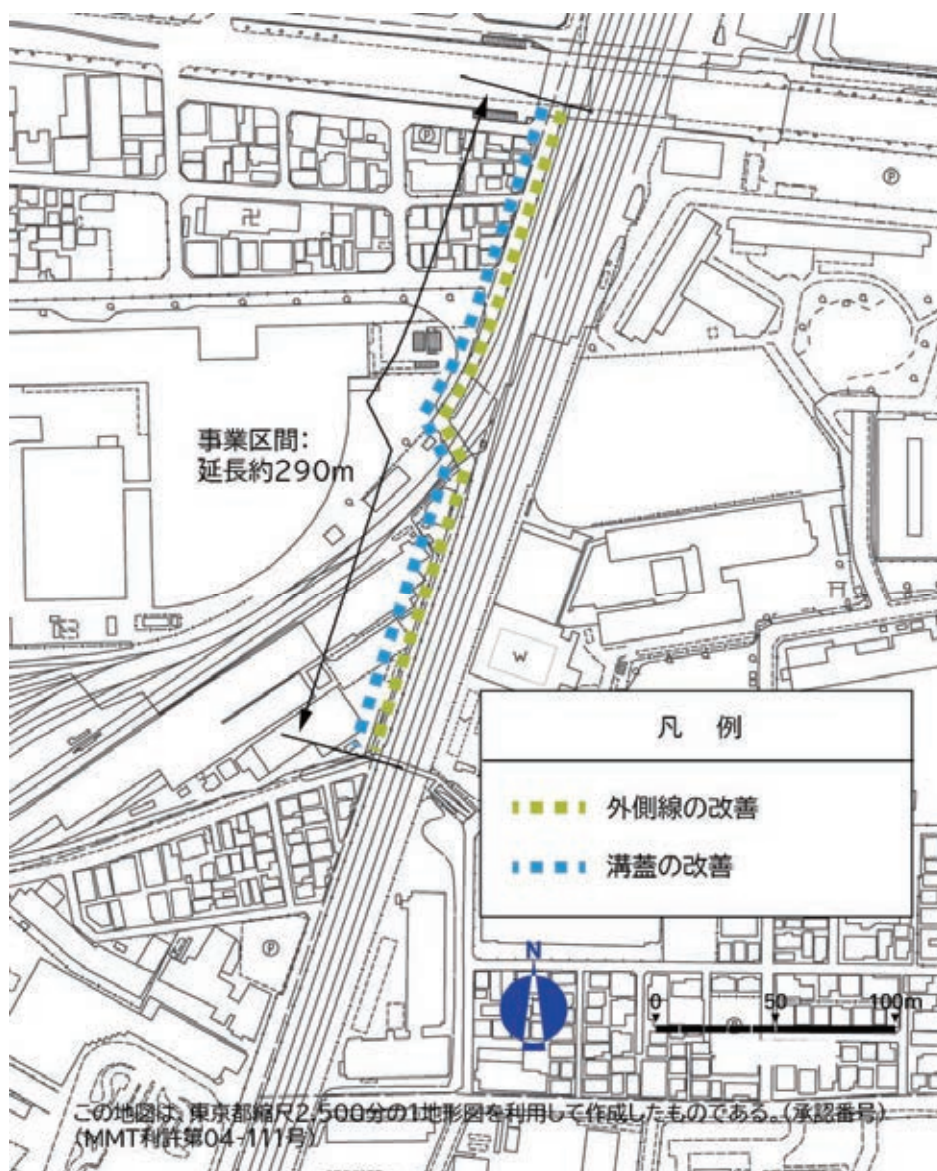 事業区間:
延長約290m
凡　例
外側線の改善
溝蓋の改善
N
0 50 100m
P
P
P
P
卍
W
この地図は、東京都縮尺2,500分の1地形図を利用して作成したものである。(承認番号)
(MMT利許第04-111号)